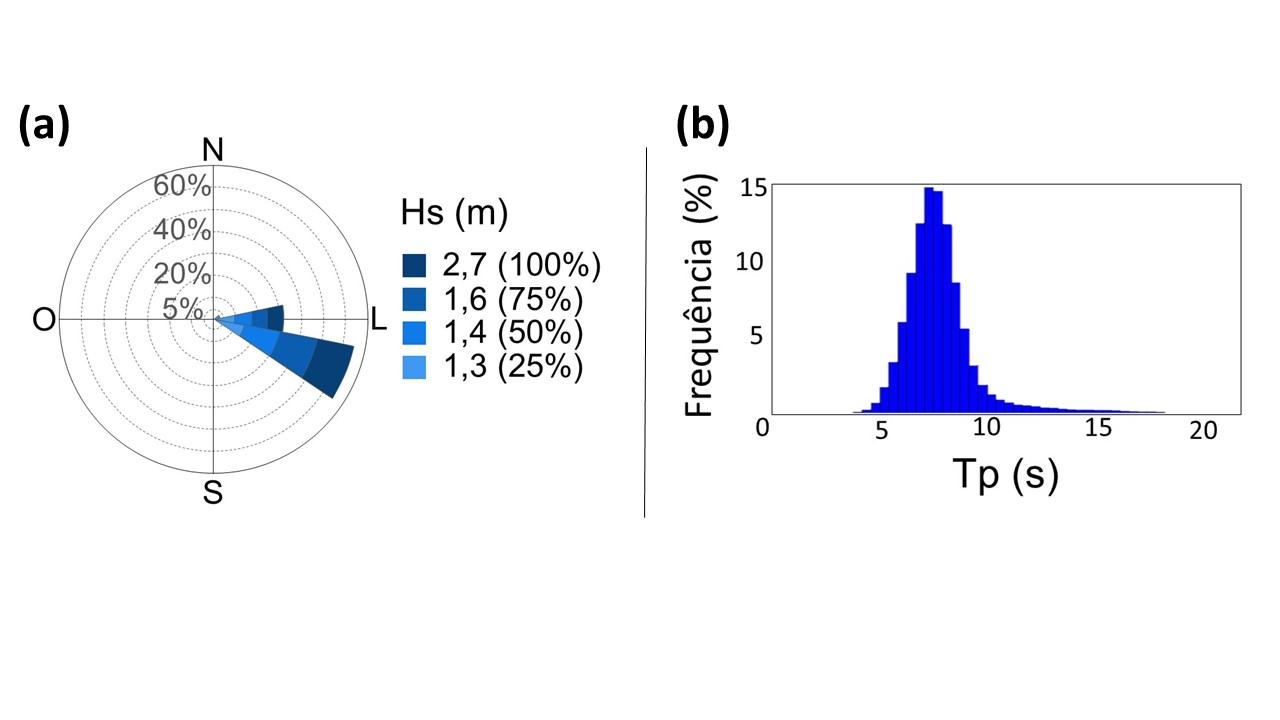 (a)
N
60%
40%
20%
5%
O
L
S
Hs (m)
2,7 (100%)
1,6 (75%)
1,4 (50%)
1,3 (25%)
(b)
Frequência (%)
15
10
5
0
5
10
15
20
Tp (s)